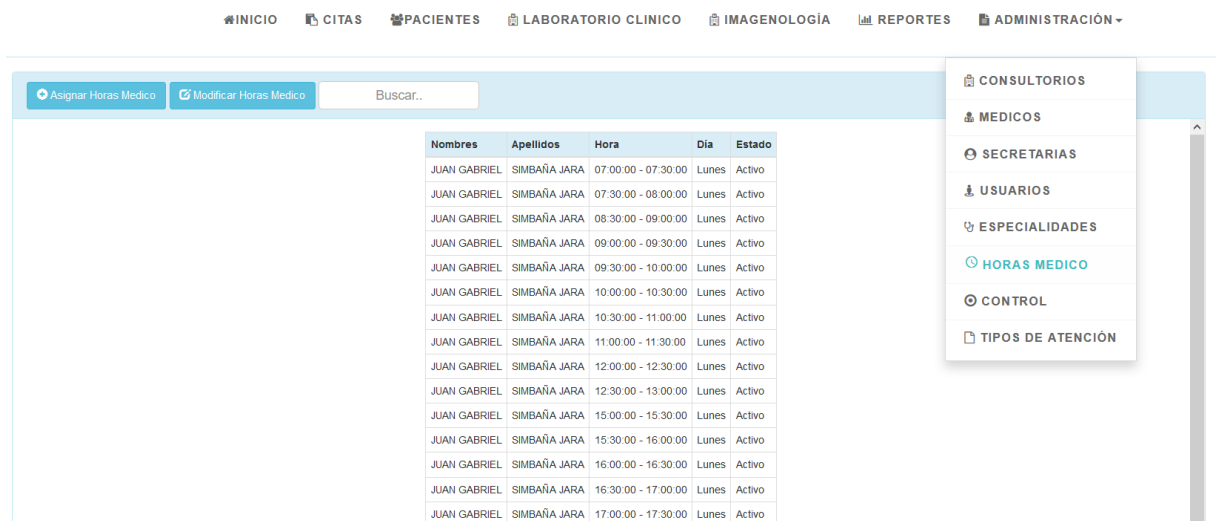 INICIO CITAS PACIENTES LABORATORIO CLINICO IMAGENOLOGÍA REPORTES ADMINISTRACIÓN
Asignar Horas Medico Modificar Horas Medico Buscar..
CONSULTORIOS
MEDICOS
SECRETARIAS
USUARIOS
ESPECIALIDADES
HORAS MEDICO
CONTROL
TIPOS DE ATENCIÓN
Nombres Apellidos Hora Día Estado
JUAN GABRIEL SIMBAÑA JARA 07:00:00 - 07:30:00 Lunes Activo
JUAN GABRIEL SIMBAÑA JARA 07:30:00 - 08:00:00 Lunes Activo
JUAN GABRIEL SIMBAÑA JARA 08:30:00 - 09:00:00 Lunes Activo
JUAN GABRIEL SIMBAÑA JARA 09:00:00 - 09:30:00 Lunes Activo
JUAN GABRIEL SIMBAÑA JARA 09:30:00 - 10:00:00 Lunes Activo
JUAN GABRIEL SIMBAÑA JARA 10:00:00 - 10:30:00 Lunes Activo
JUAN GABRIEL SIMBAÑA JARA 10:30:00 - 11:00:00 Lunes Activo
JUAN GABRIEL SIMBAÑA JARA 11:00:00 - 11:30:00 Lunes Activo
JUAN GABRIEL SIMBAÑA JARA 12:00:00 - 12:30:00 Lunes Activo
JUAN GABRIEL SIMBAÑA JARA 12:30:00 - 13:00:00 Lunes Activo
JUAN GABRIEL SIMBAÑA JARA 15:00:00 - 15:30:00 Lunes Activo
JUAN GABRIEL SIMBAÑA JARA 15:30:00 - 16:00:00 Lunes Activo
JUAN GABRIEL SIMBAÑA JARA 16:00:00 - 16:30:00 Lunes Activo
JUAN GABRIEL SIMBAÑA JARA 16:30:00 - 17:00:00 Lunes Activo
JUAN GABRIEL SIMBAÑA JARA 17:00:00 - 17:30:00 Lunes Activo